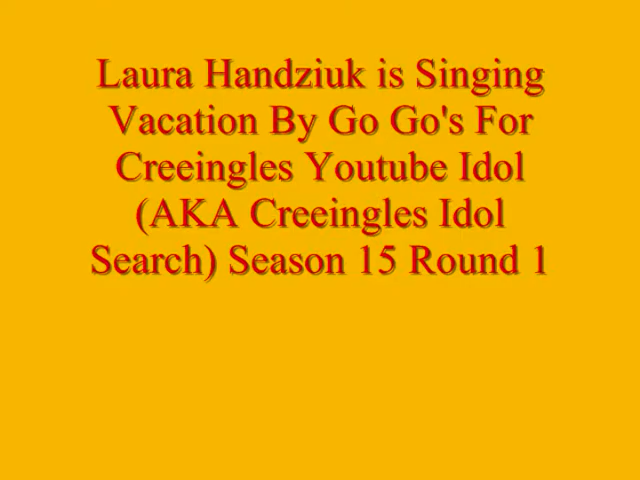 Laura Handziuk is Singing
Vacation By Go Go's For
Creeingles Youtube Idol
(AKA Creeingles Idol
Search) Season 15 Round 1